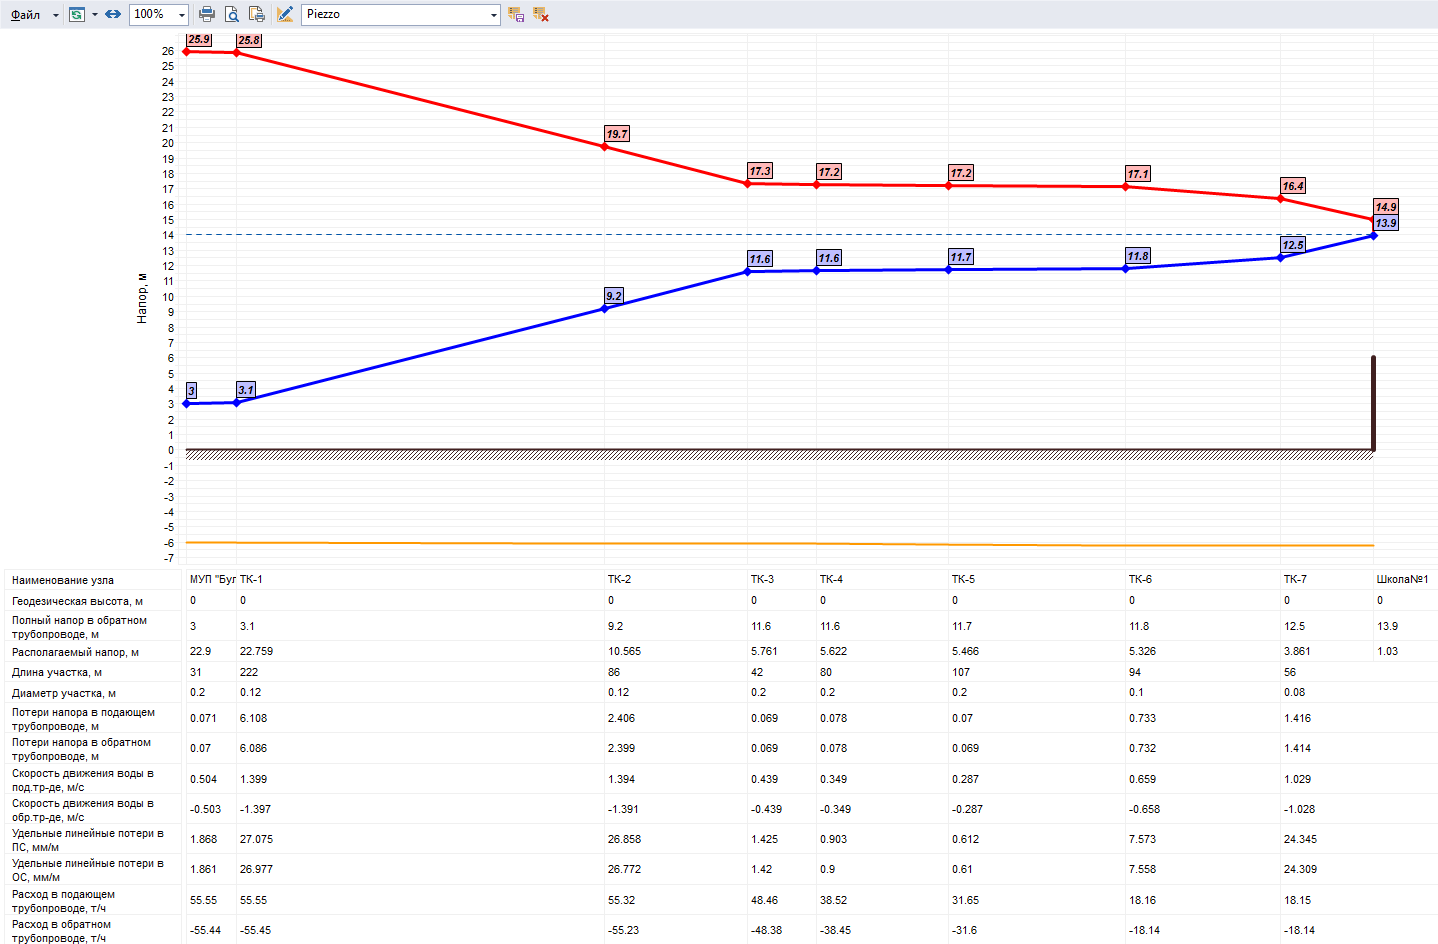 Файл
100%
Piezzo
25.9
25.8
19.7
17.3
17.2
17.2
17.1
16.4
14.9
13.9
12.5
11.8
11.7
11.6
11.6
9.2
3.1
3
Напор, м
26
25
24
23
22
21
20
19
18
17
16
15
14
13
12
11
10
9
8
7
6
5
4
3
2
1
0
-1
-2
-3
-4
-5
-6
-7
Наименование узла МУП "Бул ТК-1 ТК-2 ТК-3 ТК-4 ТК-5 ТК-6 ТК-7 Школа№1
Геодезическая высота, м 0 0 0 0 0 0 0 0 0
Полный напор в обратном
трубопроводе, м 3 3.1 9.2 11.6 11.6 11.7 11.8 12.5 13.9
Располагаемый напор, м 22.9 22.759 10.565 5.761 5.622 5.466 5.326 3.861 1.03
Длина участка, м 31 222 86 42 80 107 94 56
Диаметр участка, м 0.2 0.12 0.12 0.2 0.2 0.2 0.1 0.08
Потери напора в подающем
трубопроводе, м 0.071 6.108 2.406 0.069 0.078 0.07 0.733 1.416
Потери напора в обратном
трубопроводе, м 0.07 6.086 2.399 0.069 0.078 0.069 0.732 1.414
Скорость движения воды в
под.тр-де, м/с 0.504 1.399 1.394 0.439 0.349 0.287 0.659 1.029
Скорость движения воды в
обр.тр-де, м/с -0.503 -1.397 -1.391 -0.439 -0.349 -0.287 -0.658 -1.028
Удельные линейные потери в
ПС, мм/м 1.868 27.075 26.858 1.425 0.903 0.612 7.573 24.345
Удельные линейные потери в
ОС, мм/м 1.861 26.977 26.772 1.42 0.9 0.61 7.558 24.309
Расход в подающем
трубопроводе, т/ч 55.55 55.55 55.32 48.46 38.52 31.65 18.16 18.15
Расход в обратном
трубопроводе, т/ч -55.44 -55.45 -55.23 -48.38 -38.45 -31.6 -18.14 -18.14